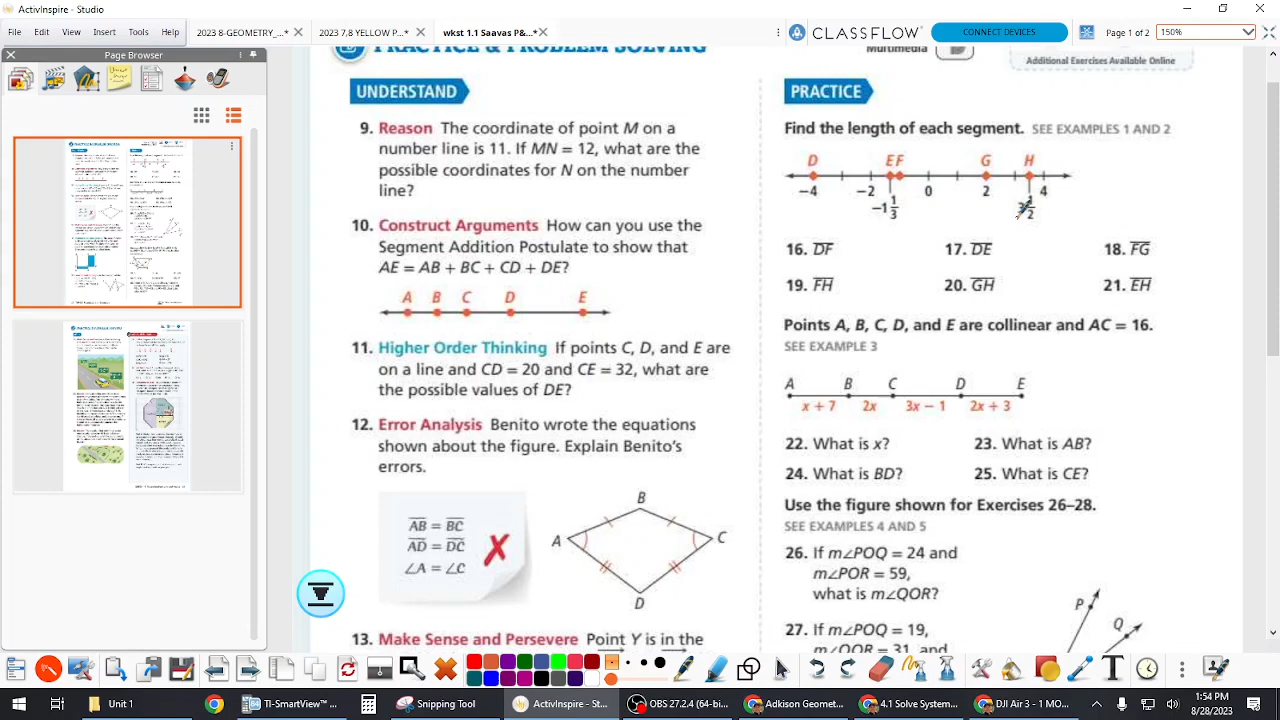 ActivInspire - Studio
File Edit View Insert Tools Help
2023 8-GEOMETRY_...*
2023 7,8 YELLOW P...*
wkst 1.1 Saavas P&...*
CLASSFLOW
CONNECT DEVICES
Page 1 of 2
150%
Page Browser
PRACTICE & PROBLEM SOLVING
Multimedia
Additional Exercises Available Online
UNDERSTAND
9. Reason The coordinate of point M on a
number line is 11. If MN = 12, what are the
possible coordinates for N on the number
line?
10. Construct Arguments How can you use the
Segment Addition Postulate to show that
AE = AB + BC + CD + DE?
A B C D E
11. Higher Order Thinking If points C, D, and E are
on a line and CD = 20 and CE = 32, what are
the possible values of DE?
12. Error Analysis Benito wrote the equations
shown about the figure. Explain Benito's
errors.
AB = BC
AD = DC
∠A = ∠C
B
A
C
D
13. Make Sense and Persevere Point Y is in the
PRACTICE
Find the length of each segment. SEE EXAMPLES 1 AND 2
D E F G H
−4 −2 0 2 4
−1 1/3
16. DF 17. DE 18. FG
19. FH 20. GH 21. EH
Points A, B, C, D, and E are collinear and AC = 16.
SEE EXAMPLE 3
A B C D E
x + 7 2x 3x − 1 2x + 3
22. What is x? 23. What is AB?
24. What is BD? 25. What is CE?
Use the figure shown for Exercises 26–28.
SEE EXAMPLES 4 AND 5
26. If m∠POQ = 24 and
m∠POR = 59,
what is m∠QOR?
27. If m∠POQ = 19,
m∠QOR = 31, and
P
Q
Unit 1
TI-SmartView™ ...
Snipping Tool
ActivInspire - St...
OBS 27.2.4 (64-bi...
Adkison Geomet...
4.1 Solve System...
DJI Air 3 - 1 MO...
1:54 PM
8/28/2023